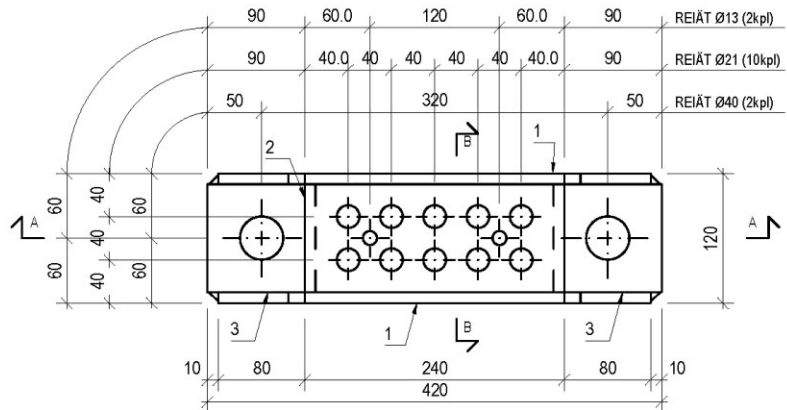 90 60.0 120 60.0 90 REIÄT Ø13 (2kpl)
90 40.0 40 40 40 40 40.0 90 REIÄT Ø21 (10kpl)
50 320 50 REIÄT Ø40 (2kpl)
B 1
2
60 40 60
A 40 120 A
60 40 60
3 1 B 3
10 80 240 80 10
420